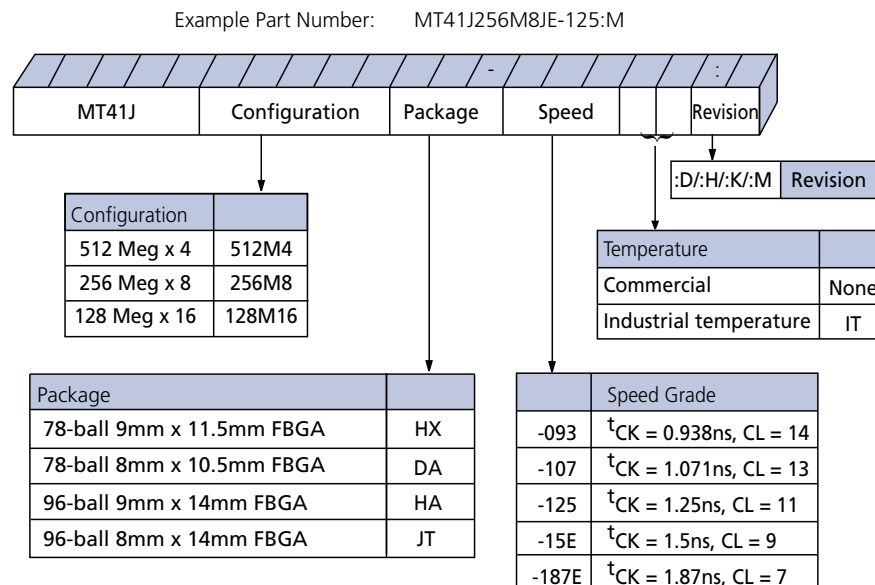 Example Part Number: MT41J256M8JE-125:M
- :
MT41J Configuration Package Speed Revision
:D/:H/:K/:M Revision
Configuration
512 Meg x 4 512M4
256 Meg x 8 256M8
128 Meg x 16 128M16
Temperature
Commercial None
Industrial temperature IT
Package
78-ball 9mm x 11.5mm FBGA HX
78-ball 8mm x 10.5mm FBGA DA
96-ball 9mm x 14mm FBGA HA
96-ball 8mm x 14mm FBGA JT
Speed Grade
-093 tCK = 0.938ns, CL = 14
-107 tCK = 1.071ns, CL = 13
-125 tCK = 1.25ns, CL = 11
-15E tCK = 1.5ns, CL = 9
-187E tCK = 1.87ns, CL = 7